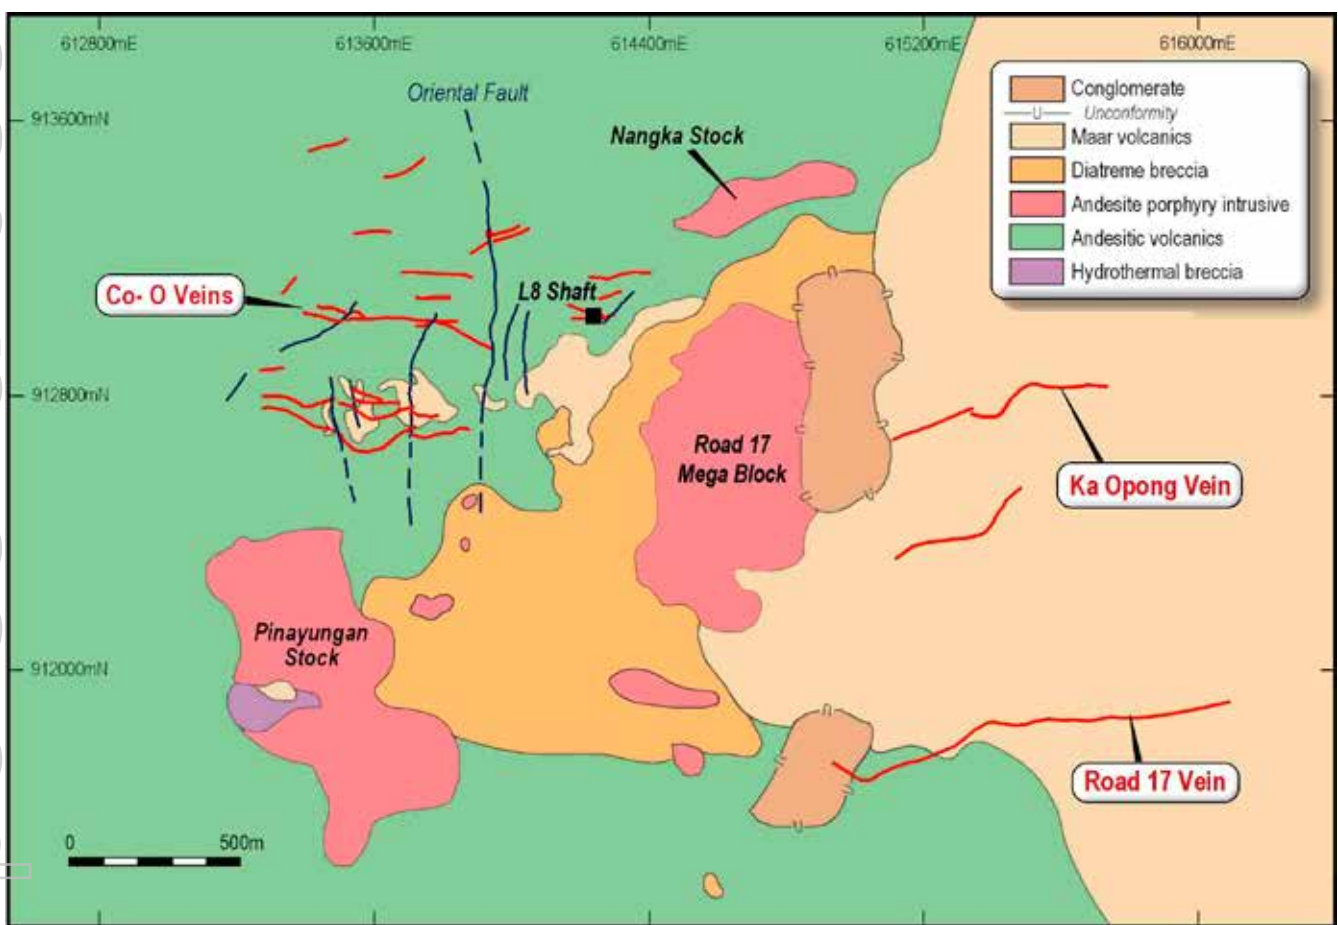 612800mE
613600mE
614400mE
615200mE
616000mE
913600mN
912800mN
912000mN
Oriental Fault
Nangka Stock
Conglomerate
U
Unconformity
Maar volcanics
Diatreme breccia
Andesite porphyry intrusive
Andesitic volcanics
Hydrothermal breccia
Co- O Veins
L8 Shaft
Road 17
Mega Block
Ka Opong Vein
Pinayungan
Stock
Road 17 Vein
0
500m